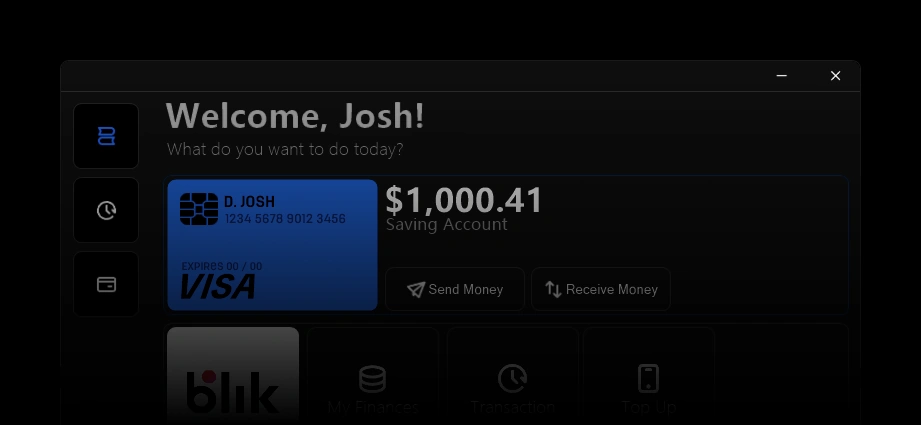 Welcome, Josh!
What do you want to do today?
D. JOSH
1234 5678 9012 3456
EXPIRES 00 / 00
VISA
$1,000.41
Saving Account
Send Money
Receive Money
blik
My Finances
Transaction
Top Up